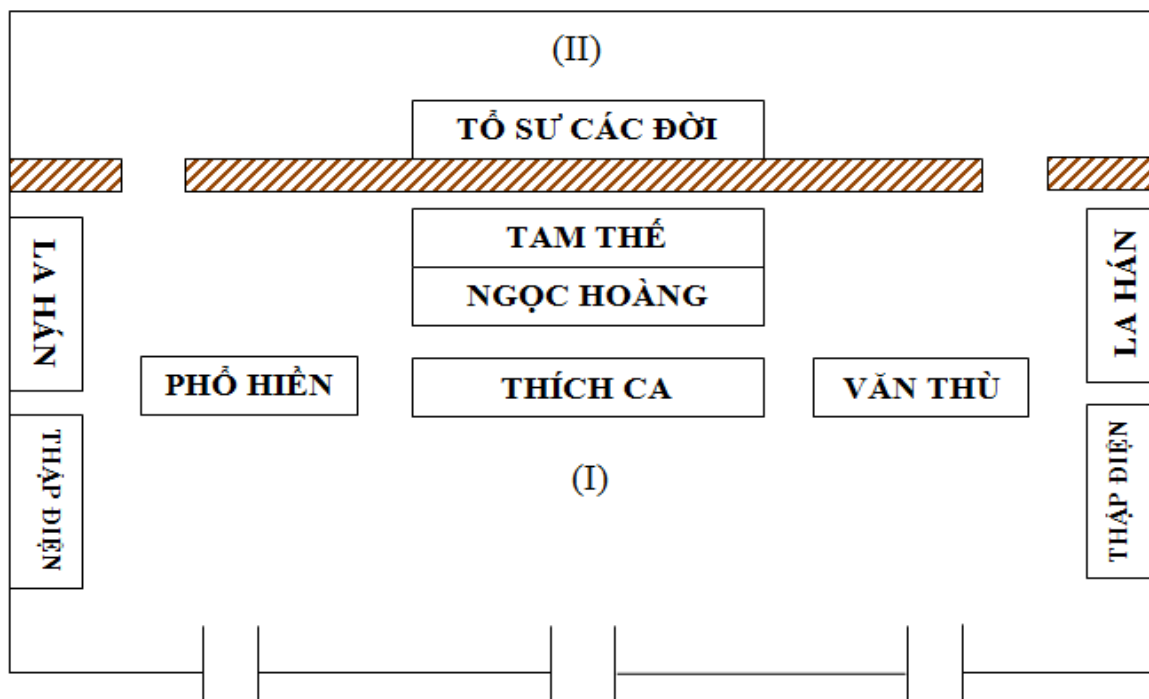 (II)
TỔ SƯ CÁC ĐỜI
TAM THẾ
NGỌC HOÀNG
LA HÁN
LA HÁN
PHỔ HIỀN
THÍCH CA
VĂN THÙ
THẬP ĐIỆN
(I)
THẬP ĐIỆN